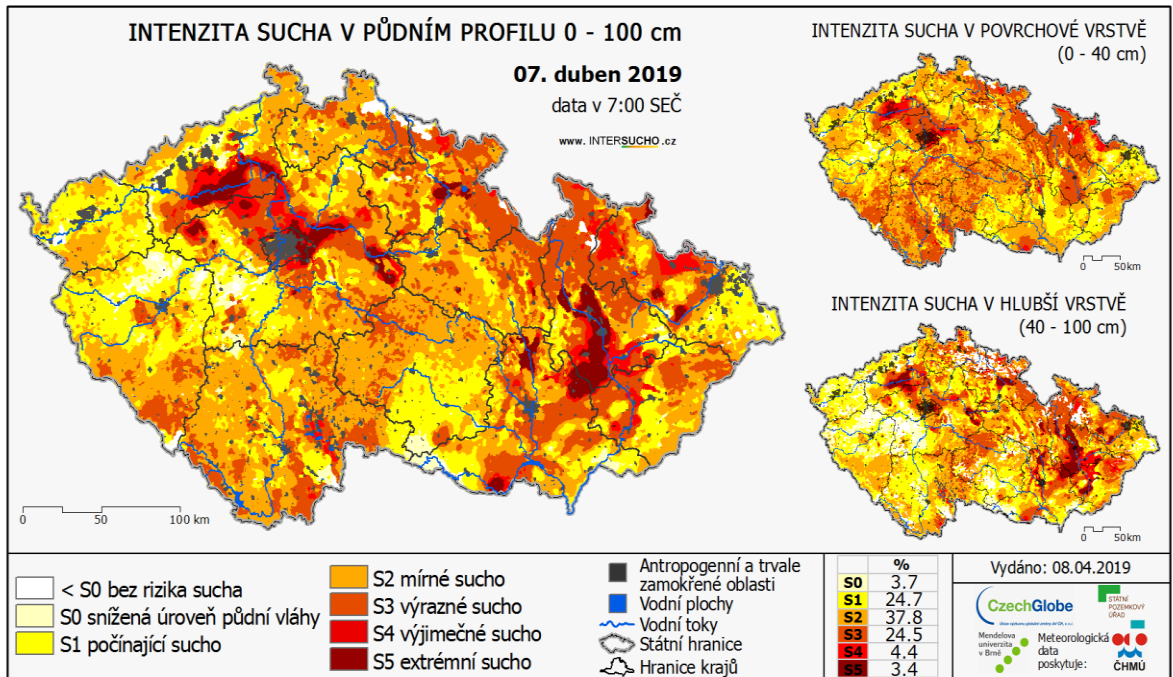 INTENZITA SUCHA V PŮDNÍM PROFILU 0 - 100 cm
07. duben 2019
data v 7:00 SEČ
www. INTERSUCHO.cz
0 50 100 km
INTENZITA SUCHA V POVRCHOVÉ VRSTVĚ
(0 - 40 cm)
0 50km
INTENZITA SUCHA V HLUBŠÍ VRSTVĚ
(40 - 100 cm)
0 50km
< S0 bez rizika sucha
S0 snížená úroveň půdní vláhy
S1 počínající sucho
S2 mírné sucho
S3 výrazné sucho
S4 výjimečné sucho
S5 extrémní sucho
Antropogenní a trvale
zamokřené oblasti
Vodní plochy
Vodní toky
Státní hranice
Hranice krajů
%
S0 3.7
S1 24.7
S2 37.8
S3 24.5
S4 4.4
S5 3.4
Vydáno: 08.04.2019
CzechGlobe
STÁTNÍ
POZEMKOVÝ
ÚŘAD
Mendelova
univerzita
v Brně
Meteorologická
data
poskytuje:
ČHMÚ